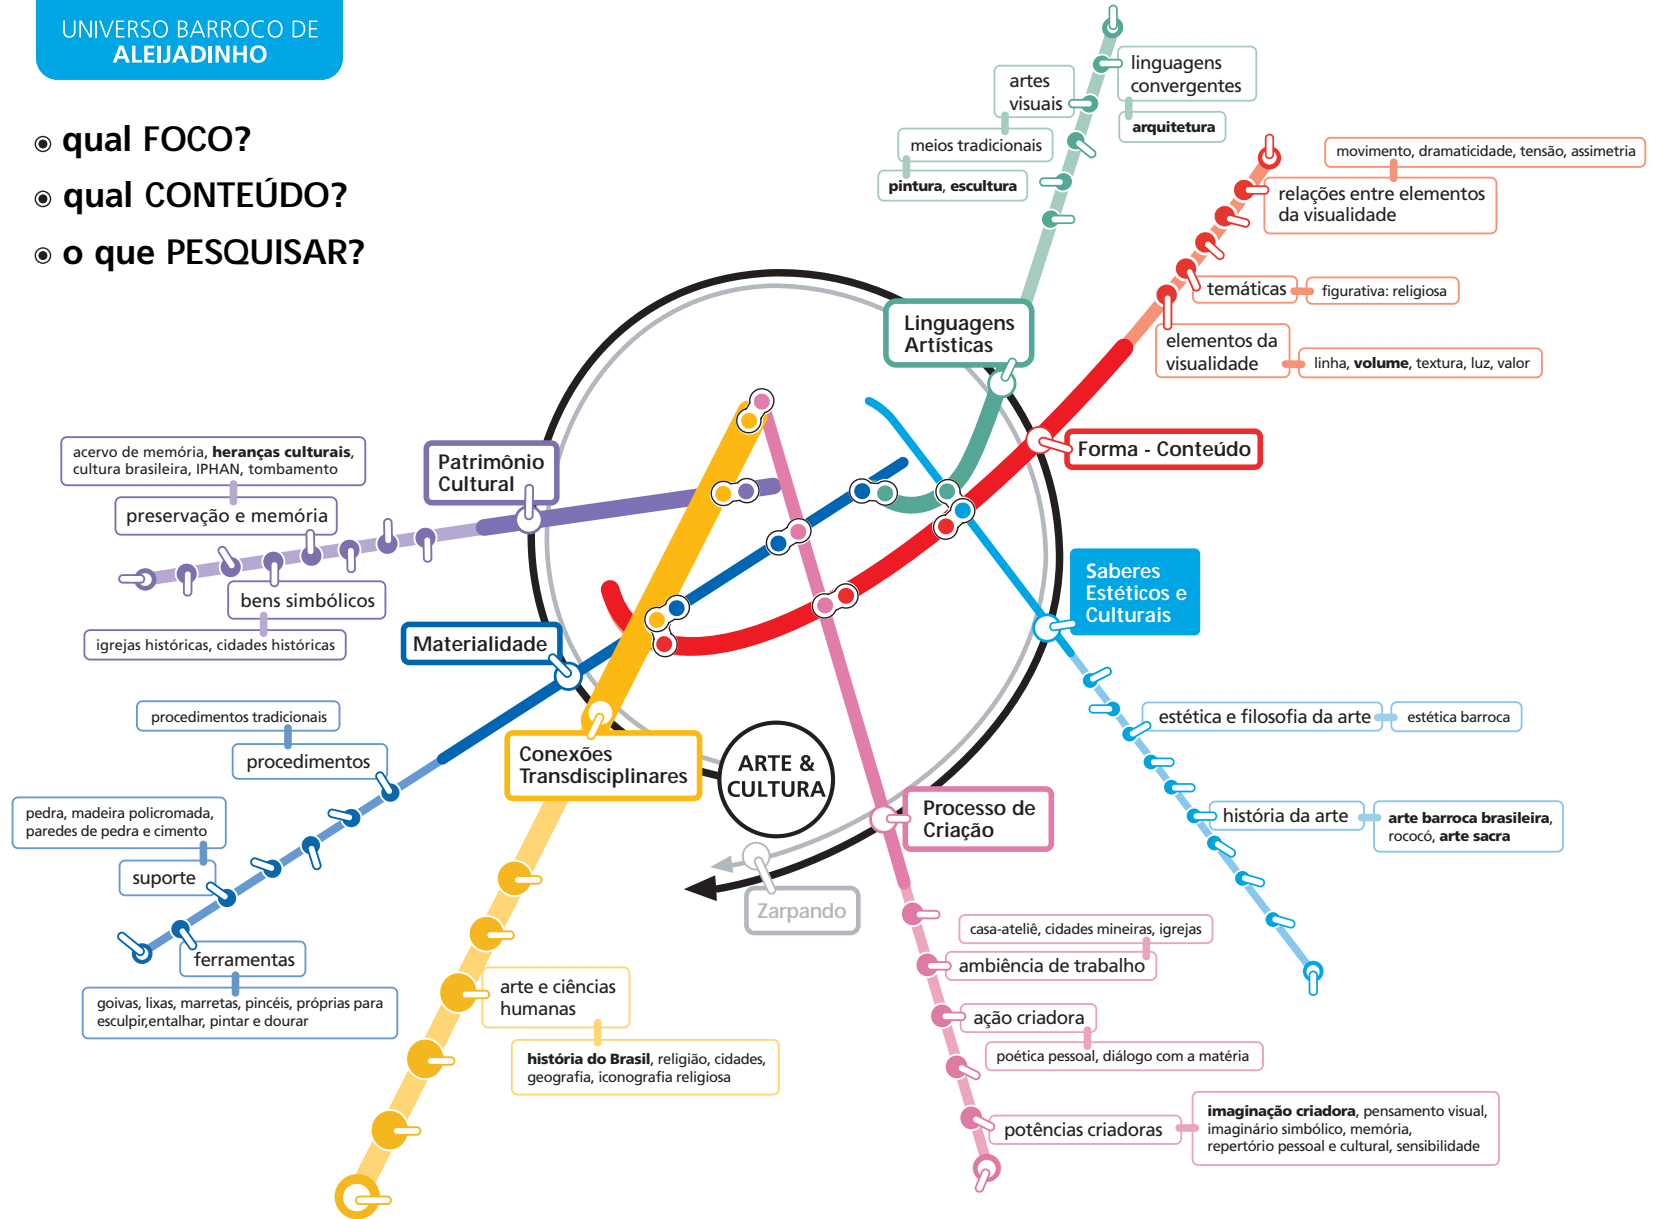 UNIVERSO BARROCO DE
ALEIJADINHO
qual FOCO?
qual CONTEÚDO?
o que PESQUISAR?
linguagens
convergentes
arquitetura
artes
visuais
meios tradicionais
pintura, escultura
Linguagens
Artísticas
movimento, dramaticidade, tensão, assimetria
relações entre elementos
da visualidade
temáticas
figurativa: religiosa
elementos da
visualidade
linha, volume, textura, luz, valor
Forma - Conteúdo
acervo de memória, heranças culturais,
cultura brasileira, IPHAN, tombamento
preservação e memória
bens simbólicos
igrejas históricas, cidades históricas
Patrimônio
Cultural
Saberes
Estéticos e
Culturais
estética e filosofia da arte
estética barroca
história da arte
arte barroca brasileira,
rococó, arte sacra
Materialidade
procedimentos tradicionais
procedimentos
pedra, madeira policromada,
paredes de pedra e cimento
suporte
ferramentas
goivas, lixas, marretas, pincéis, próprias para
esculpir,entalhar, pintar e dourar
Conexões
Transdisciplinares
arte e ciências
humanas
história do Brasil, religião, cidades,
geografia, iconografia religiosa
ARTE &
CULTURA
Zarpando
Processo de
Criação
casa-ateliê, cidades mineiras, igrejas
ambiência de trabalho
ação criadora
poética pessoal, diálogo com a matéria
potências criadoras
imaginação criadora, pensamento visual,
imaginário simbólico, memória,
repertório pessoal e cultural, sensibilidade